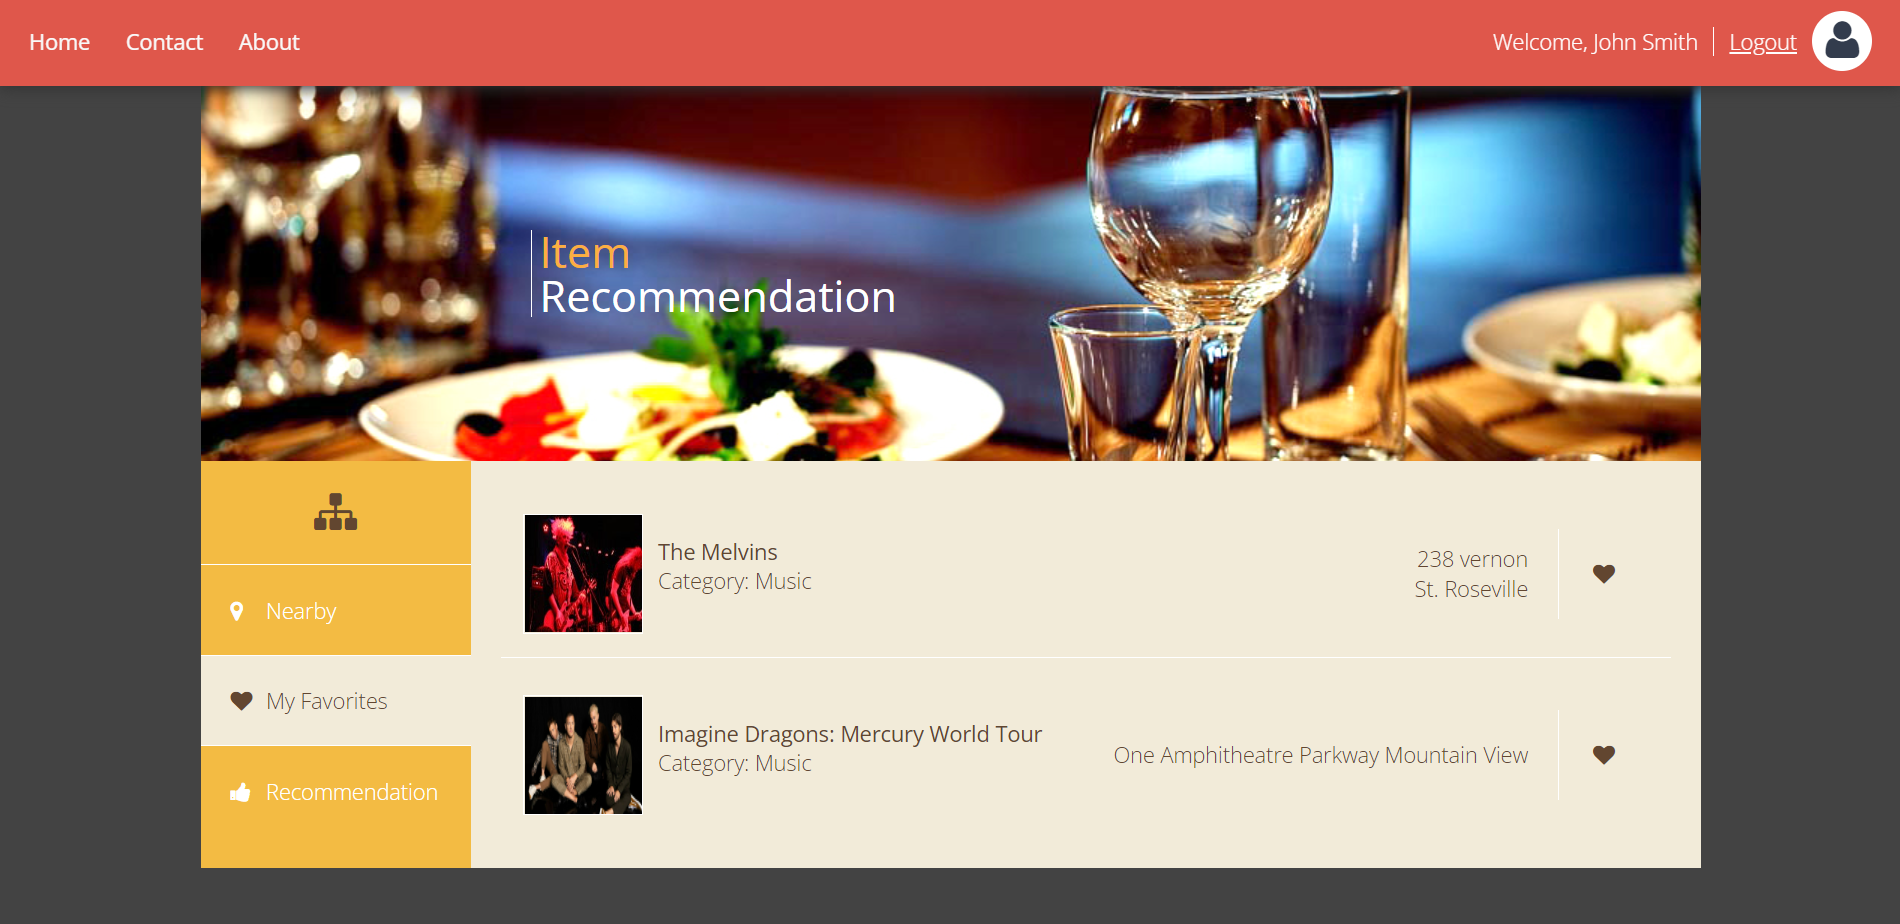 Home Contact About Welcome, John Smith Logout
Item
Recommendation
Nearby
My Favorites
Recommendation
The Melvins
Category: Music
238 vernon
St. Roseville
Imagine Dragons: Mercury World Tour
Category: Music
One Amphitheatre Parkway Mountain View